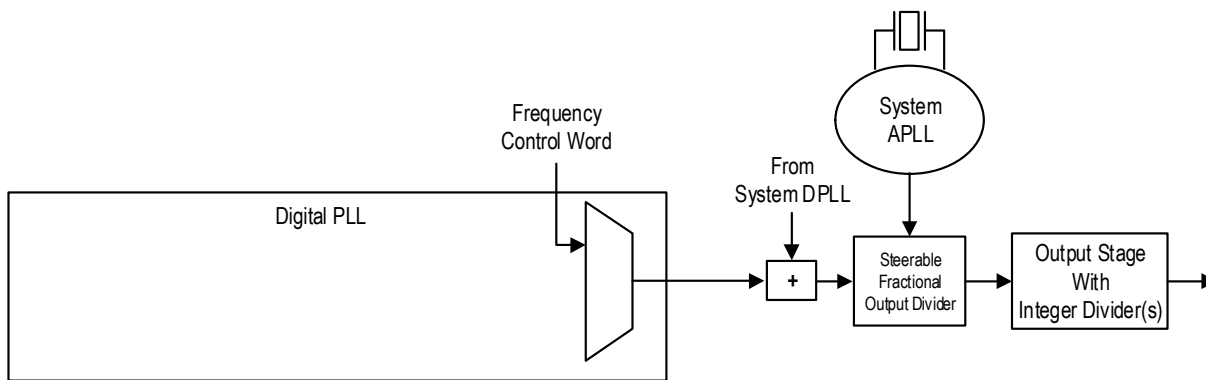 System
APLL
Frequency
Control Word
From
System DPLL
Digital PLL
+
Steerable
Fractional
Output Divider
Output Stage
With
Integer Divider(s)